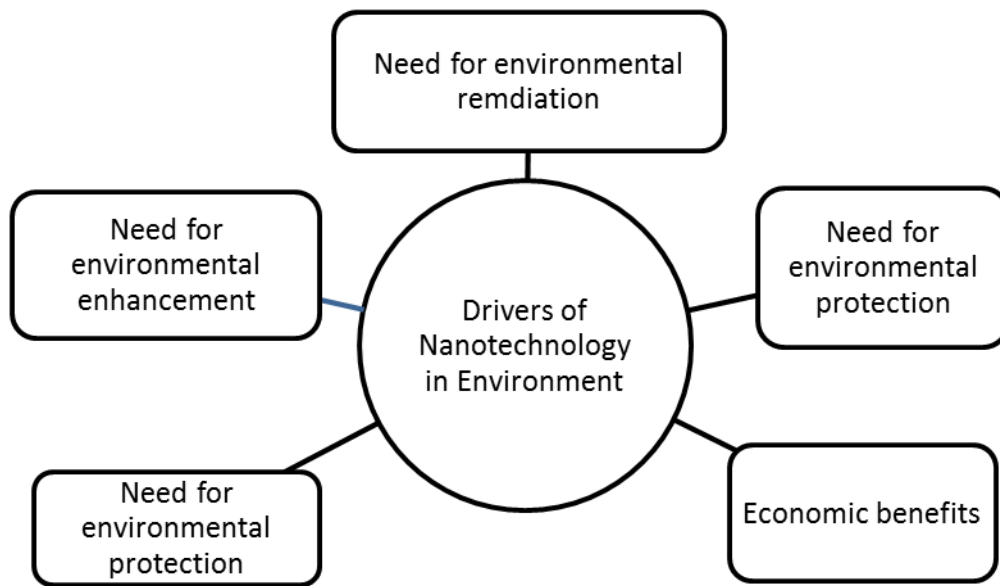 Need for environmental
remdiation
Need for
environmental
enhancement
Need for
environmental
protection
Drivers of
Nanotechnology
in Environment
Need for
environmental
protection
Economic benefits